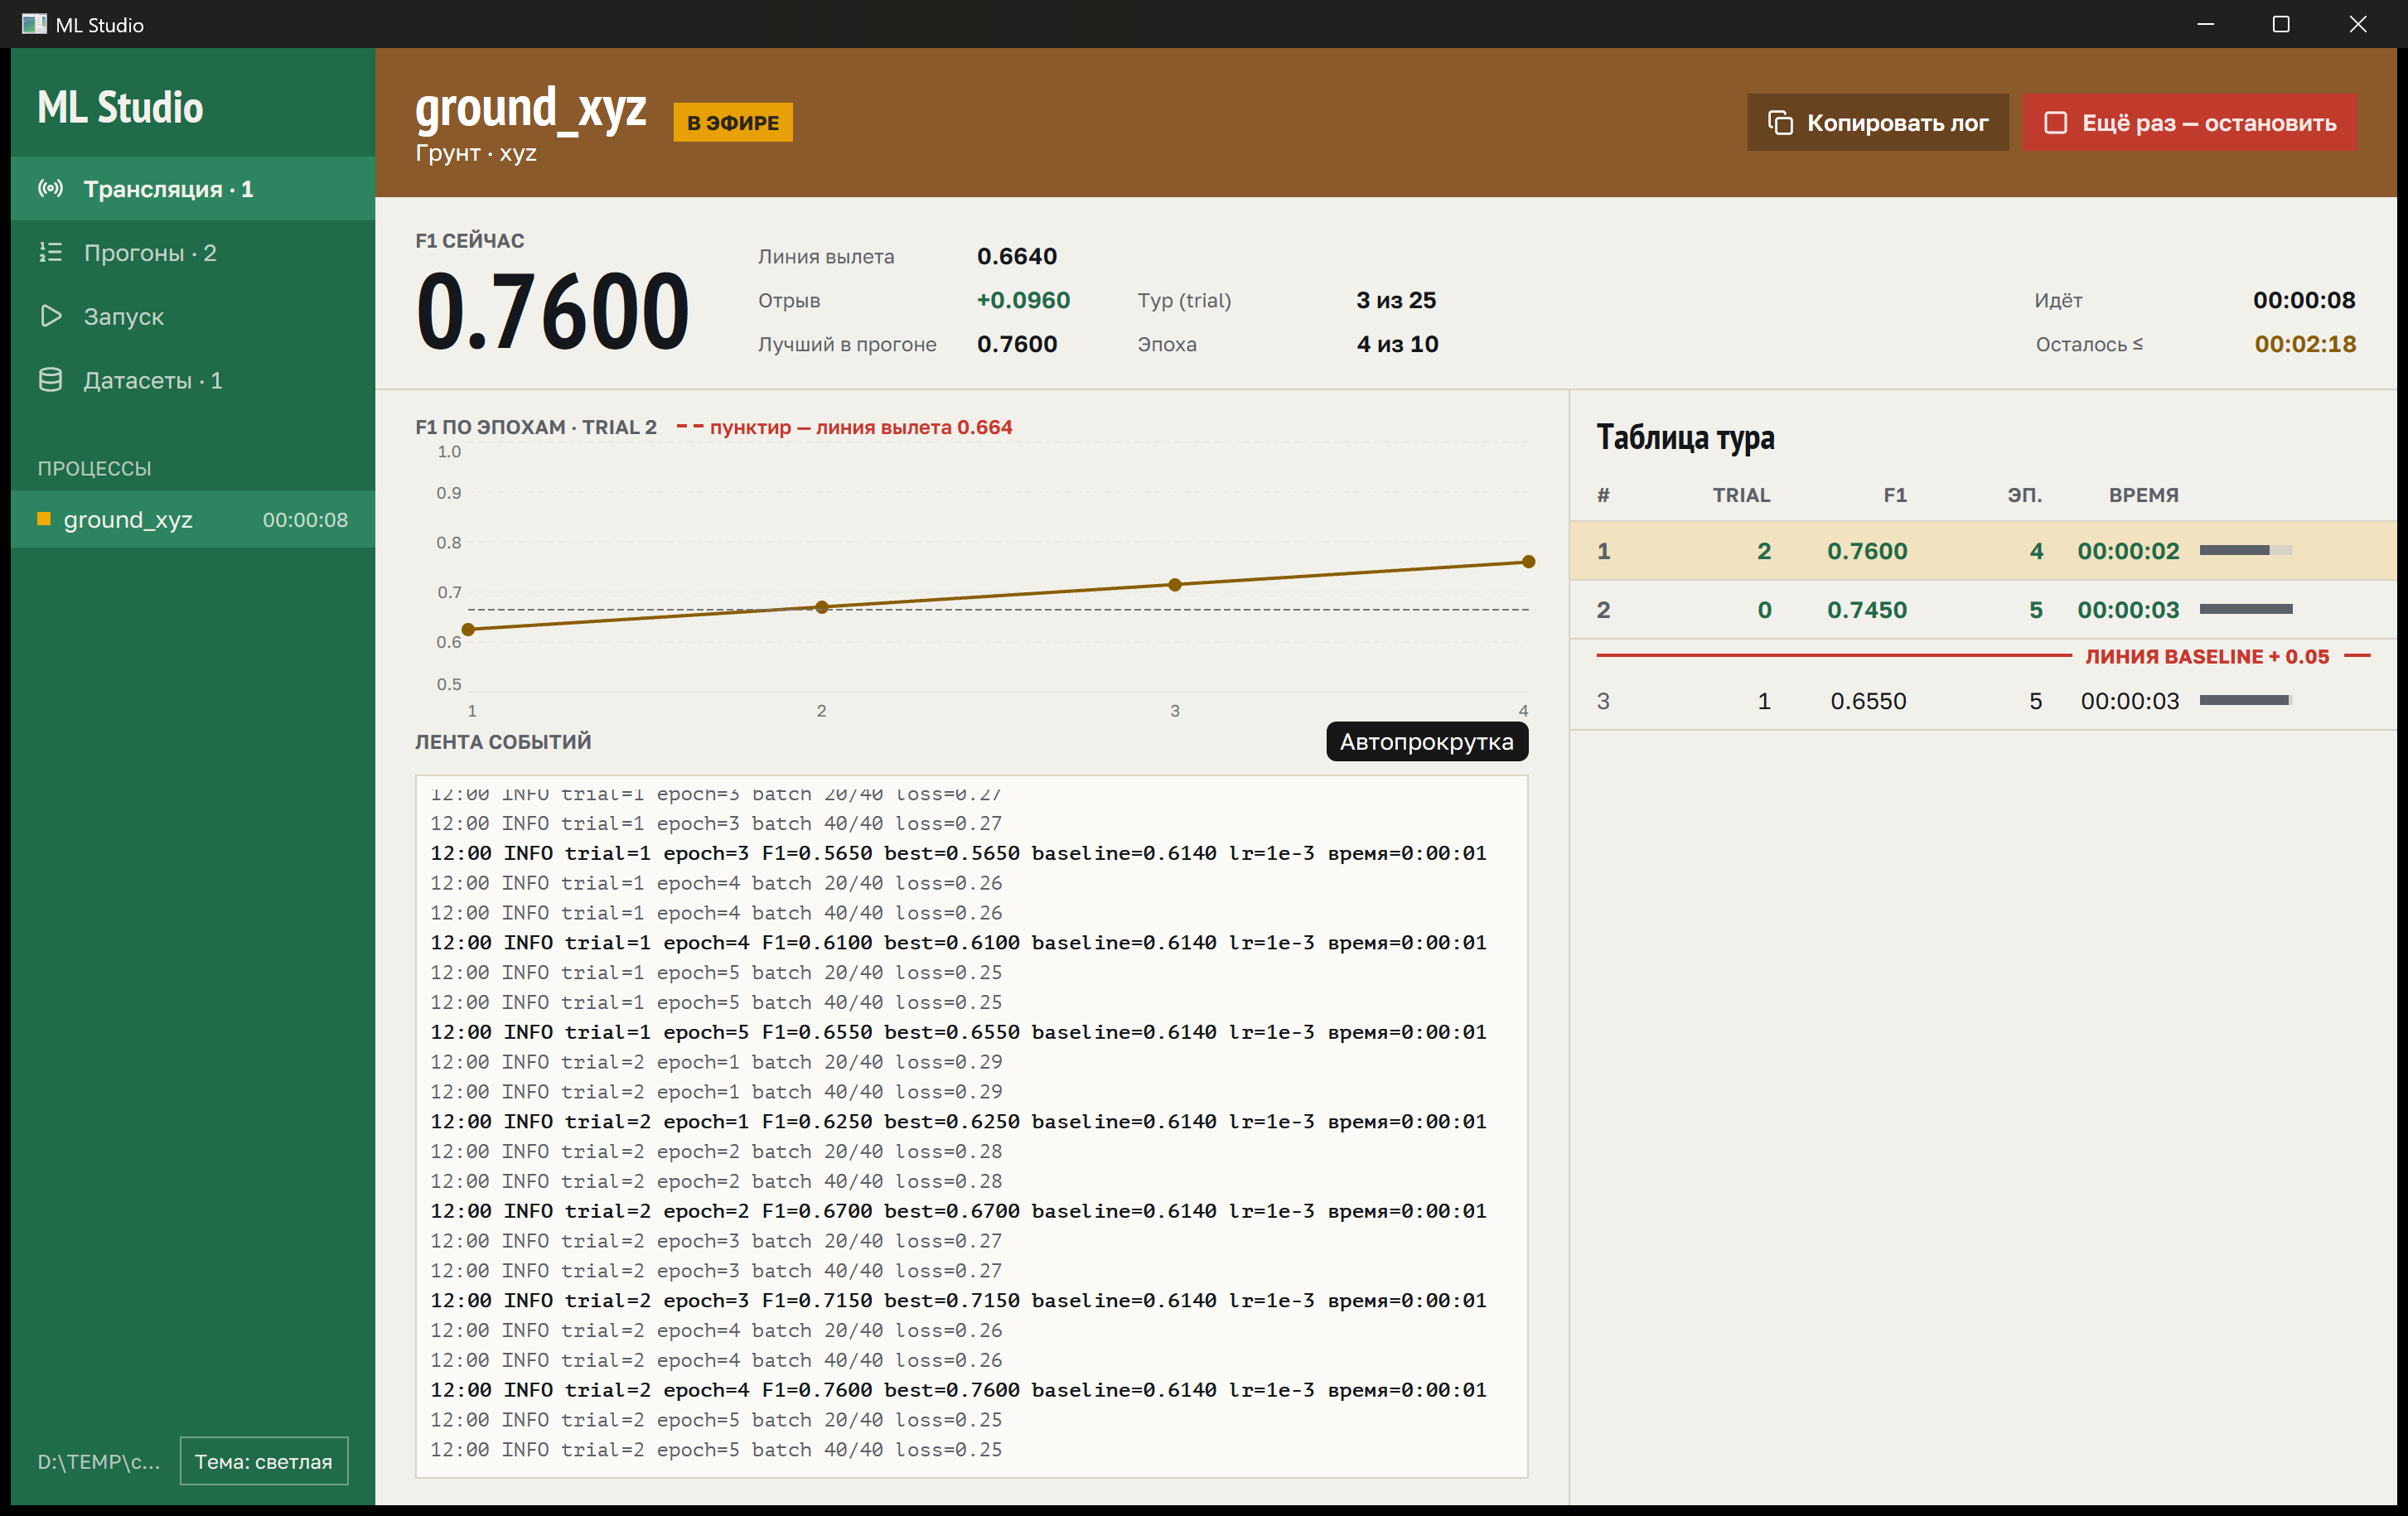 ML Studio
ML Studio
Трансляция · 1
Прогоны · 2
Запуск
Датасеты · 1
ПРОЦЕССЫ
ground_xyz 00:00:08
D:\TEMP\c...
Тема: светлая
ground_xyz
В ЭФИРЕ
Грунт · xyz
Копировать лог
Ещё раз — остановить
F1 СЕЙЧАС
0.7600
Линия вылета 0.6640
Отрыв +0.0960
Лучший в прогоне 0.7600
Тур (trial) 3 из 25
Эпоха 4 из 10
Идёт 00:00:08
Осталось ≤ 00:02:18
F1 ПО ЭПОХАМ · TRIAL 2
пунктир — линия вылета 0.664
1.0
0.9
0.8
0.7
0.6
0.5
1 2 3 4
ЛЕНТА СОБЫТИЙ
Автопрокрутка
12:00 INFO trial=1 epoch=3 batch 20/40 loss=0.27
12:00 INFO trial=1 epoch=3 batch 40/40 loss=0.27
12:00 INFO trial=1 epoch=3 F1=0.5650 best=0.5650 baseline=0.6140 lr=1e-3 время=0:00:01
12:00 INFO trial=1 epoch=4 batch 20/40 loss=0.26
12:00 INFO trial=1 epoch=4 batch 40/40 loss=0.26
12:00 INFO trial=1 epoch=4 F1=0.6100 best=0.6100 baseline=0.6140 lr=1e-3 время=0:00:01
12:00 INFO trial=1 epoch=5 batch 20/40 loss=0.25
12:00 INFO trial=1 epoch=5 batch 40/40 loss=0.25
12:00 INFO trial=1 epoch=5 F1=0.6550 best=0.6550 baseline=0.6140 lr=1e-3 время=0:00:01
12:00 INFO trial=2 epoch=1 batch 20/40 loss=0.29
12:00 INFO trial=2 epoch=1 batch 40/40 loss=0.29
12:00 INFO trial=2 epoch=1 F1=0.6250 best=0.6250 baseline=0.6140 lr=1e-3 время=0:00:01
12:00 INFO trial=2 epoch=2 batch 20/40 loss=0.28
12:00 INFO trial=2 epoch=2 batch 40/40 loss=0.28
12:00 INFO trial=2 epoch=2 F1=0.6700 best=0.6700 baseline=0.6140 lr=1e-3 время=0:00:01
12:00 INFO trial=2 epoch=3 batch 20/40 loss=0.27
12:00 INFO trial=2 epoch=3 batch 40/40 loss=0.27
12:00 INFO trial=2 epoch=3 F1=0.7150 best=0.7150 baseline=0.6140 lr=1e-3 время=0:00:01
12:00 INFO trial=2 epoch=4 batch 20/40 loss=0.26
12:00 INFO trial=2 epoch=4 batch 40/40 loss=0.26
12:00 INFO trial=2 epoch=4 F1=0.7600 best=0.7600 baseline=0.6140 lr=1e-3 время=0:00:01
12:00 INFO trial=2 epoch=5 batch 20/40 loss=0.25
12:00 INFO trial=2 epoch=5 batch 40/40 loss=0.25
Таблица тура
# TRIAL F1 ЭП. ВРЕМЯ
1 2 0.7600 4 00:00:02
2 0 0.7450 5 00:00:03
ЛИНИЯ BASELINE + 0.05
3 1 0.6550 5 00:00:03